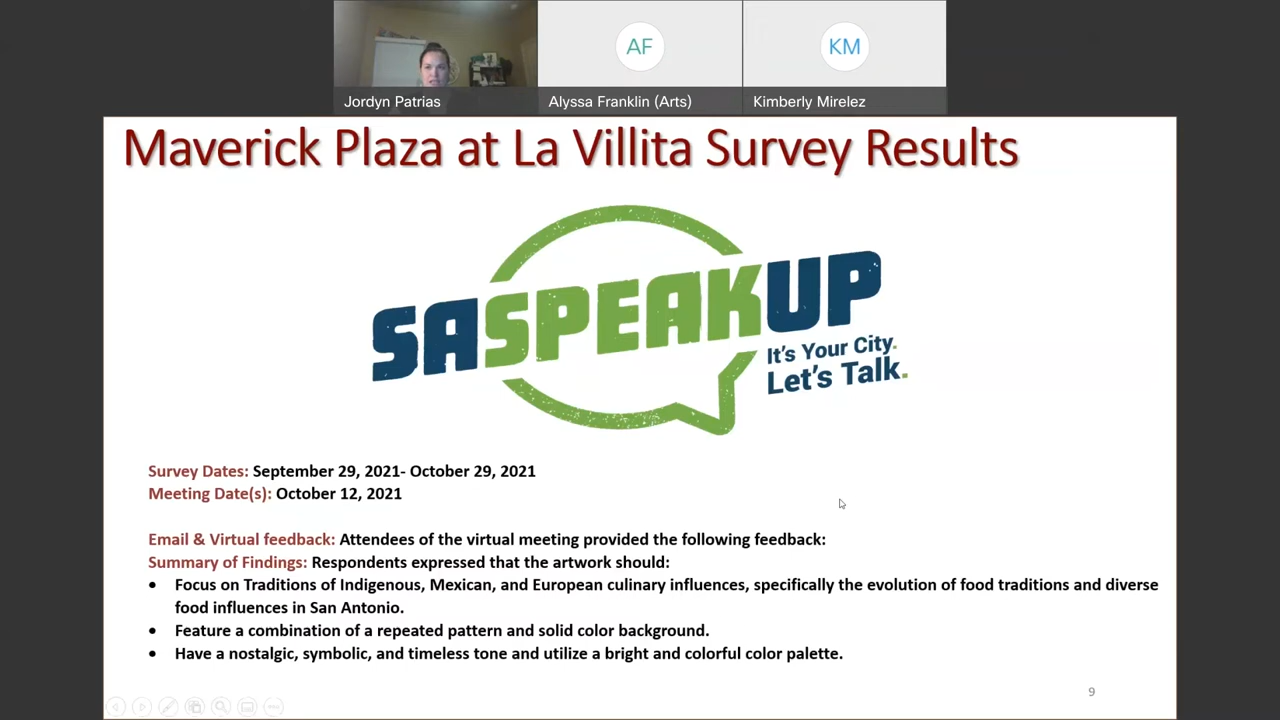 AF
KM
Jordyn Patrias
Alyssa Franklin (Arts)
Kimberly Mirelez
Maverick Plaza at La Villita Survey Results
SASPEAKUP
It's Your City.
Let's Talk.
Survey Dates: September 29, 2021- October 29, 2021
Meeting Date(s): October 12, 2021
Email & Virtual feedback: Attendees of the virtual meeting provided the following feedback:
Summary of Findings: Respondents expressed that the artwork should:
• Focus on Traditions of Indigenous, Mexican, and European culinary influences, specifically the evolution of food traditions and diverse
food influences in San Antonio.
• Feature a combination of a repeated pattern and solid color background.
• Have a nostalgic, symbolic, and timeless tone and utilize a bright and colorful color palette.
9